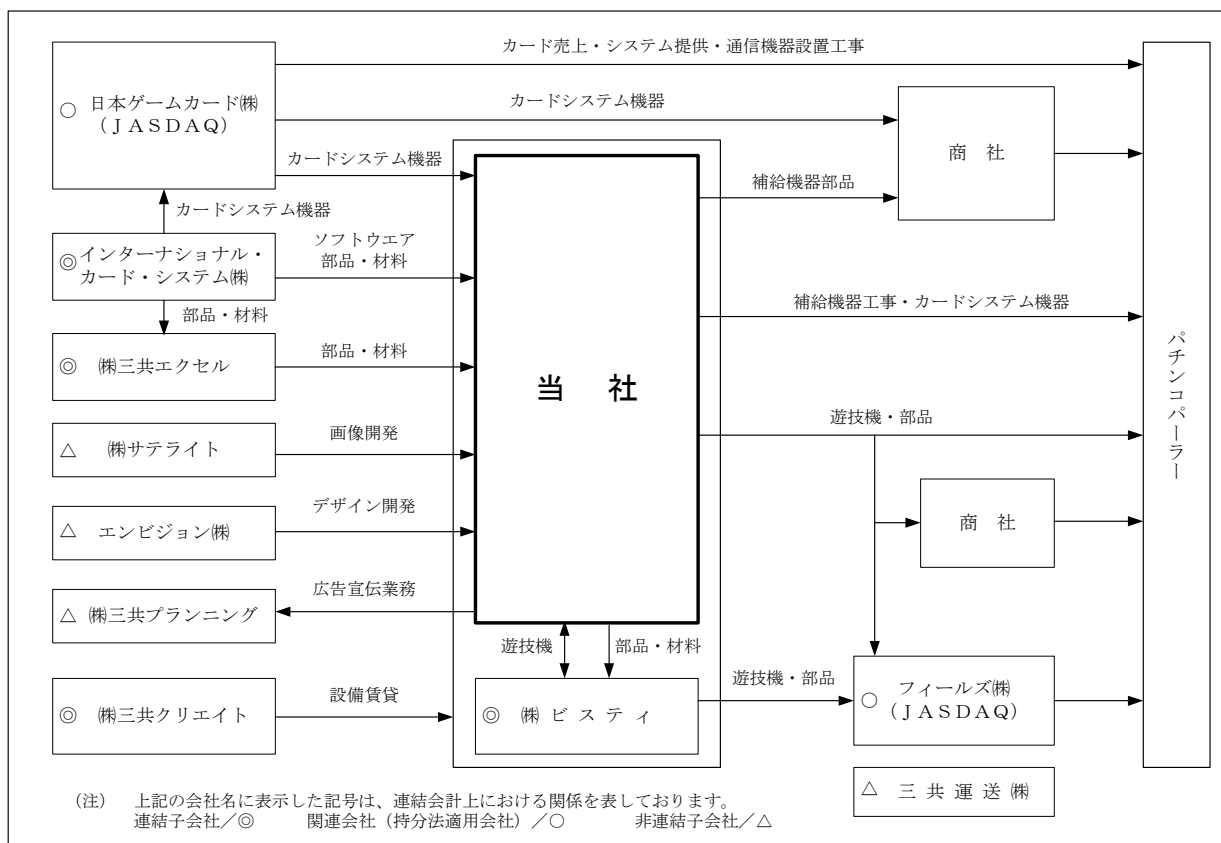 カード売上・システム提供・通信機器設置工事
○ 日本ゲームカード㈱
(ＪＡＳＤＡＱ)
カードシステム機器
商 社
カードシステム機器
補給機器部品
カードシステム機器
◎インターナショナル・
カード・システム㈱
ソフトウエア
部品・材料
補給機器工事・カードシステム機器
部品・材料
◎ ㈱三共エクセル
部品・材料
当 社
パチンコパーラー
遊技機・部品
△ ㈱サテライト
画像開発
△ エンビジョン㈱
デザイン開発
商 社
△ ㈱三共プランニング
広告宣伝業務
遊技機
部品・材料
◎ ㈱三共クリエイト
設備賃貸
◎ ㈱ ビ ス テ ィ
遊技機・部品
○ フィールズ㈱
(ＪＡＳＤＡＱ)
△ 三 共 運 送 ㈱
(注) 上記の会社名に表示した記号は、連結会計上における関係を表しております。
連結子会社／◎ 関連会社（持分法適用会社）／○ 非連結子会社／△